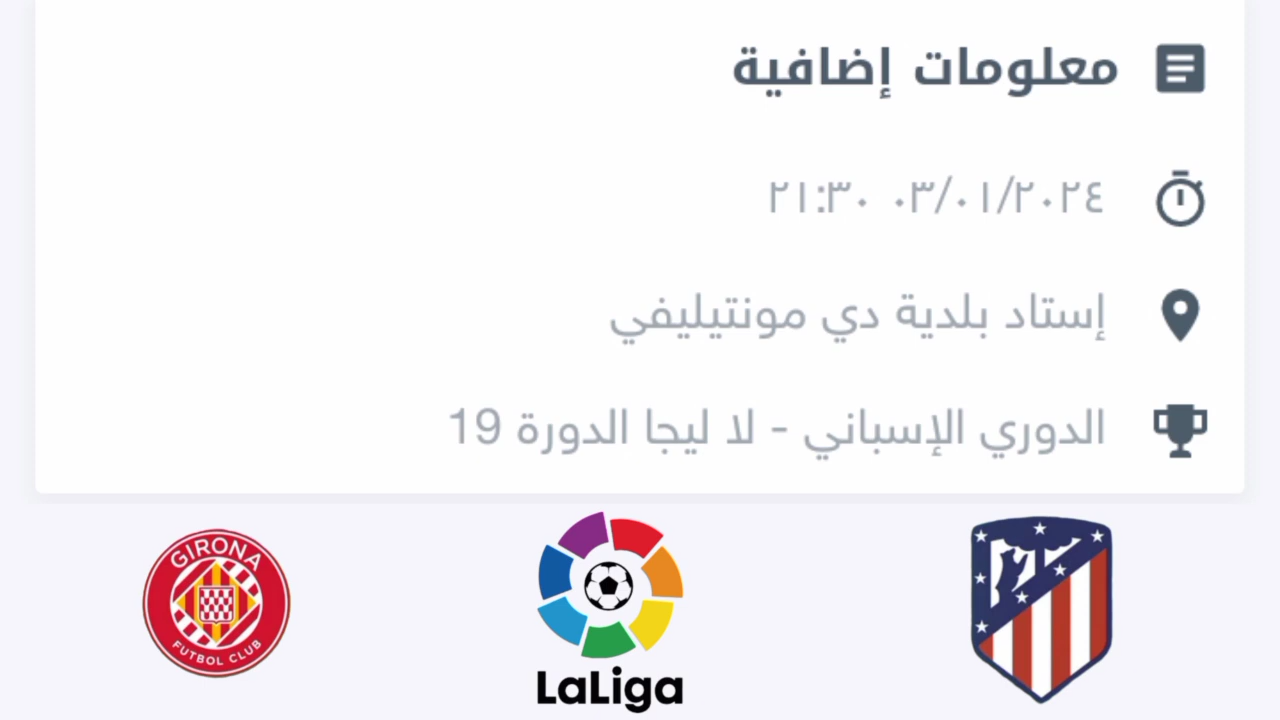 معلومات إضافية
٠٣/٠١/٢٠٢٤ ٢١:٣٠
إستاد بلدية دي مونتيليفي
الدوري الإسباني - لا ليجا الدورة 19
GIRONA
FUTBOL CLUB
LaLiga